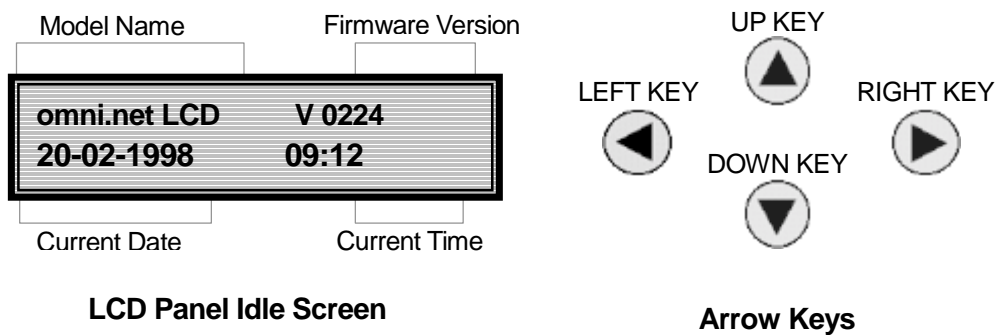 Model Name Firmware Version
omni.net LCD V 0224
20-02-1998 09:12
Current Date Current Time
LCD Panel Idle Screen
UP KEY
LEFT KEY RIGHT KEY
DOWN KEY
Arrow Keys